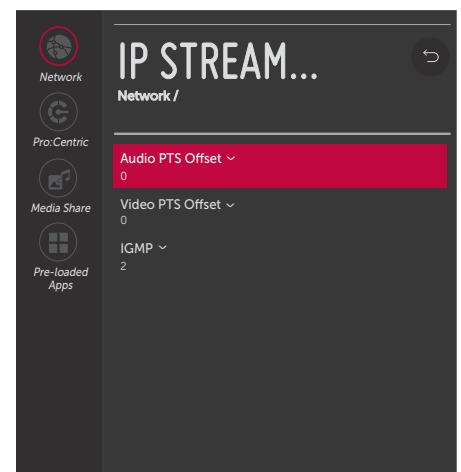 Network
Pro:Centric
Media Share
Pre-loaded
Apps
IP STREAM...
Network /
Audio PTS Offset
0
Video PTS Offset
0
IGMP
2